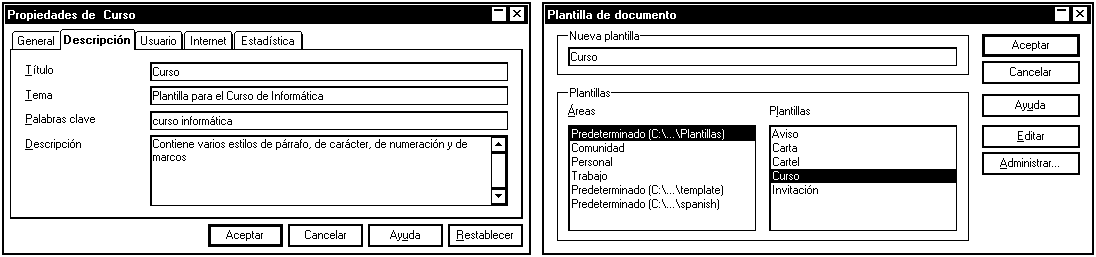 Propiedades de Curso
General Descripción Usuario Internet Estadística
Título Curso
Tema Plantilla para el Curso de Informática
Palabras clave curso informática
Descripción Contiene varios estilos de párrafo, de carácter, de numeración y de
marcos
Aceptar Cancelar Ayuda Restablecer
Plantilla de documento
Nueva plantilla
Curso
Plantillas
Áreas
Predeterminado (C:\...\Plantillas)
Comunidad
Personal
Trabajo
Predeterminado (C:\...\template)
Predeterminado (C:\...\spanish)
Plantillas
Aviso
Carta
Cartel
Curso
Invitación
Aceptar
Cancelar
Ayuda
Editar
Administrar...